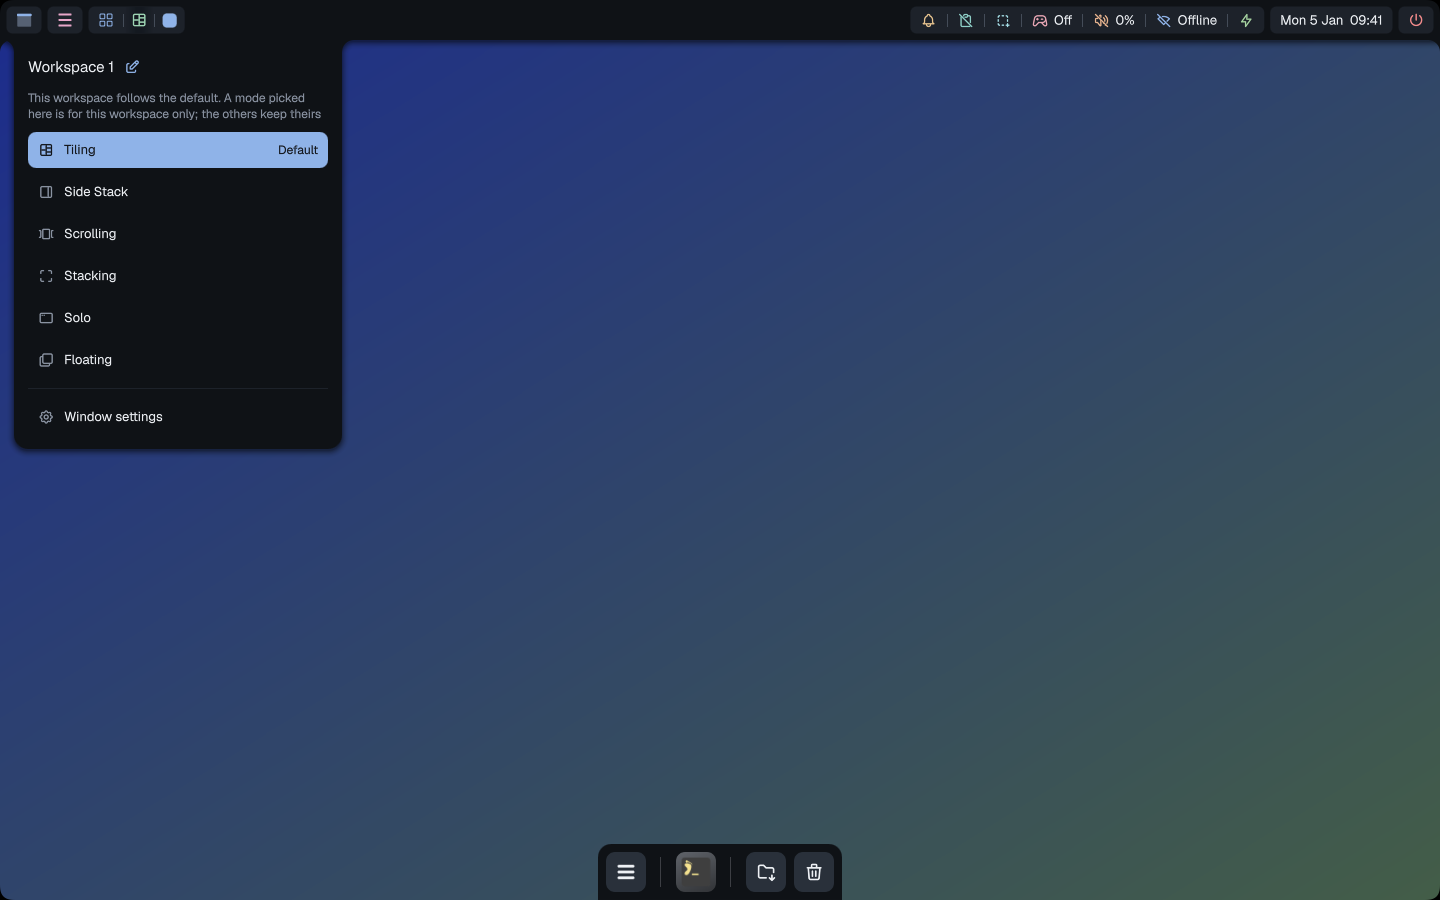 Off
0%
Offline
Mon 5 Jan 09:41
Workspace 1
This workspace follows the default. A mode picked
here is for this workspace only; the others keep theirs
Tiling
Default
Side Stack
Scrolling
Stacking
Solo
Floating
Window settings